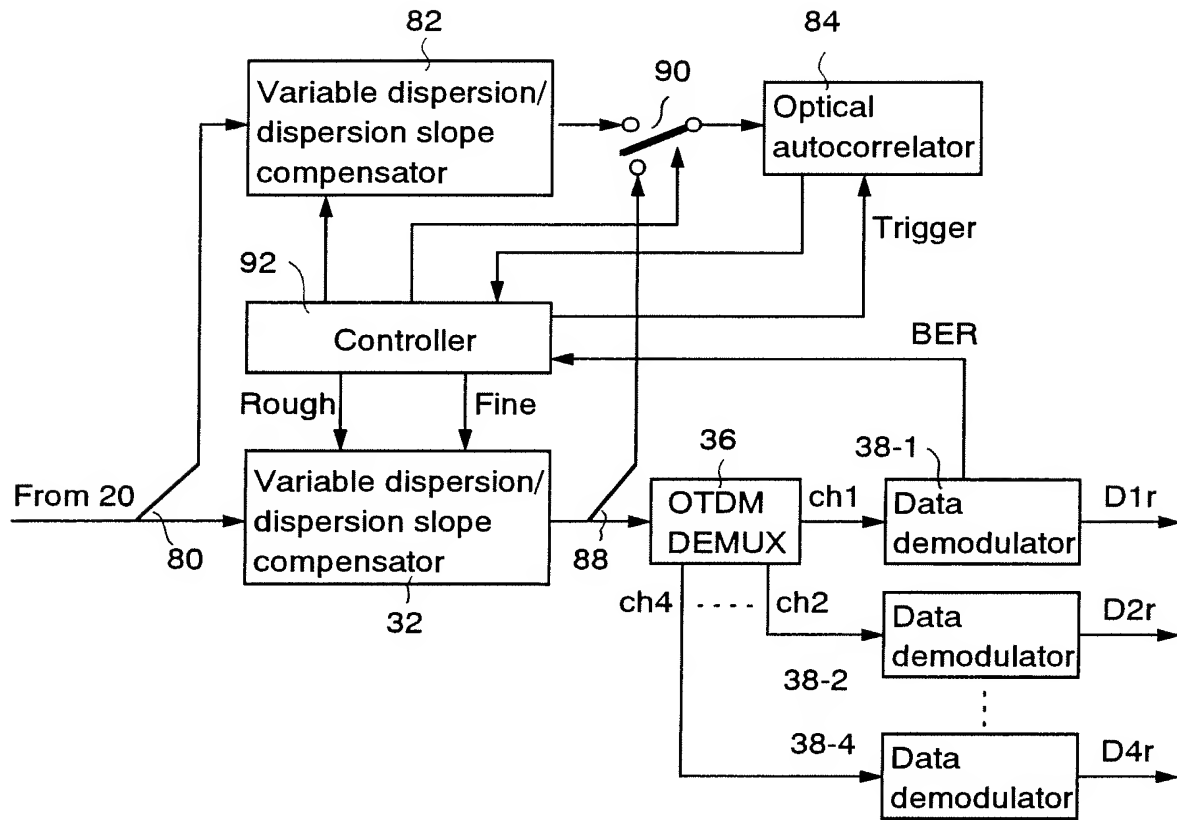 82
84
90
Variable dispersion/
dispersion slope
compensator
Optical
autocorrelator
Trigger
92
Controller
BER
Rough
Fine
36
38-1
From 20
Variable dispersion/
dispersion slope
compensator
OTDM
DEMUX
ch1
Data
demodulator
D1r
80
88
32
ch4
ch2
Data
demodulator
D2r
38-2
38-4
Data
demodulator
D4r